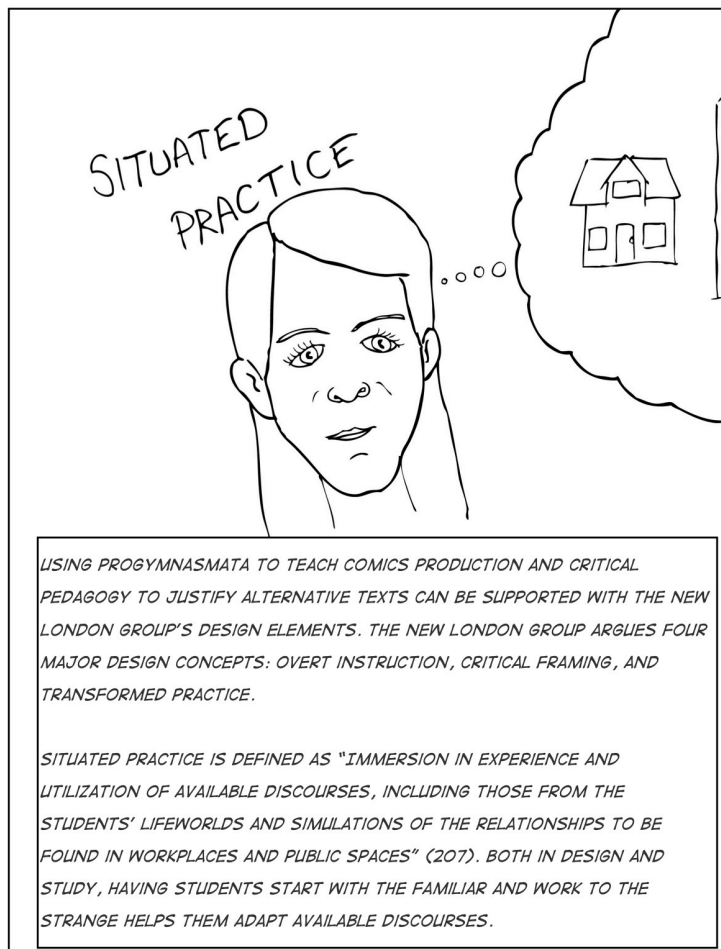 SITUATED
PRACTICE
USING PROGYMNASMATA TO TEACH COMICS PRODUCTION AND CRITICAL
PEDAGOGY TO JUSTIFY ALTERNATIVE TEXTS CAN BE SUPPORTED WITH THE NEW
LONDON GROUP'S DESIGN ELEMENTS. THE NEW LONDON GROUP ARGUES FOUR
MAJOR DESIGN CONCEPTS: OVERT INSTRUCTION, CRITICAL FRAMING, AND
TRANSFORMED PRACTICE.
SITUATED PRACTICE IS DEFINED AS "IMMERSION IN EXPERIENCE AND
UTILIZATION OF AVAILABLE DISCOURSES, INCLUDING THOSE FROM THE
STUDENTS' LIFEWORLDS AND SIMULATIONS OF THE RELATIONSHIPS TO BE
FOUND IN WORKPLACES AND PUBLIC SPACES" (207). BOTH IN DESIGN AND
STUDY, HAVING STUDENTS START WITH THE FAMILIAR AND WORK TO THE
STRANGE HELPS THEM ADAPT AVAILABLE DISCOURSES.